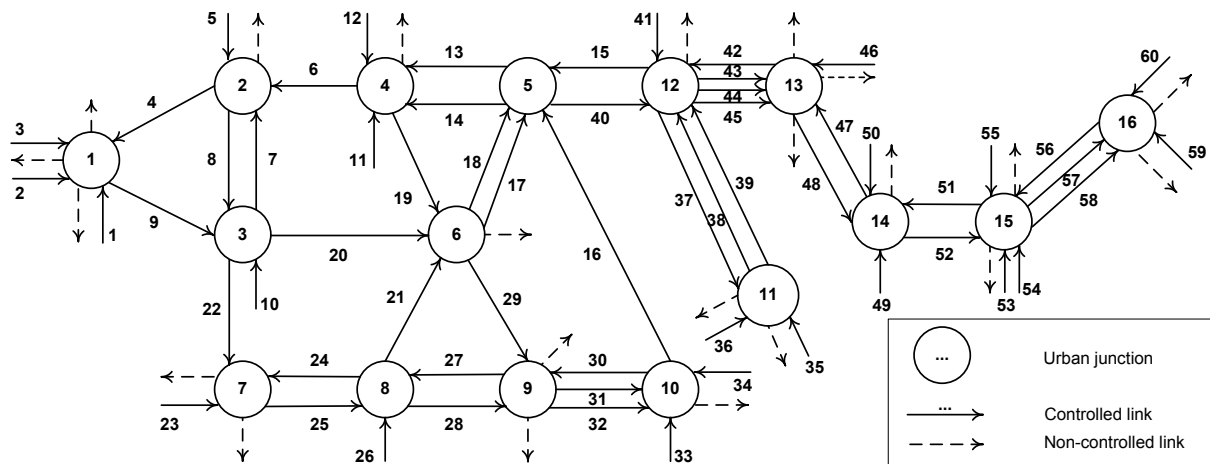 5 12 41
6 13 15 42 46 60
2 4 5 12 13 16
43
44
45
4 14 40
3 8 7 11 18 17 39 47 50 55 56 59
1 19 37 38 48 57
58
2 51
9 3 6 14 15
1 20 16 52
10 21 29 11 49 53 54
22 36 35
24 27 30 34
7 8 9 10
31
23 25 28 32
26 33
...
Urban junction
...
Controlled link
Non-controlled link